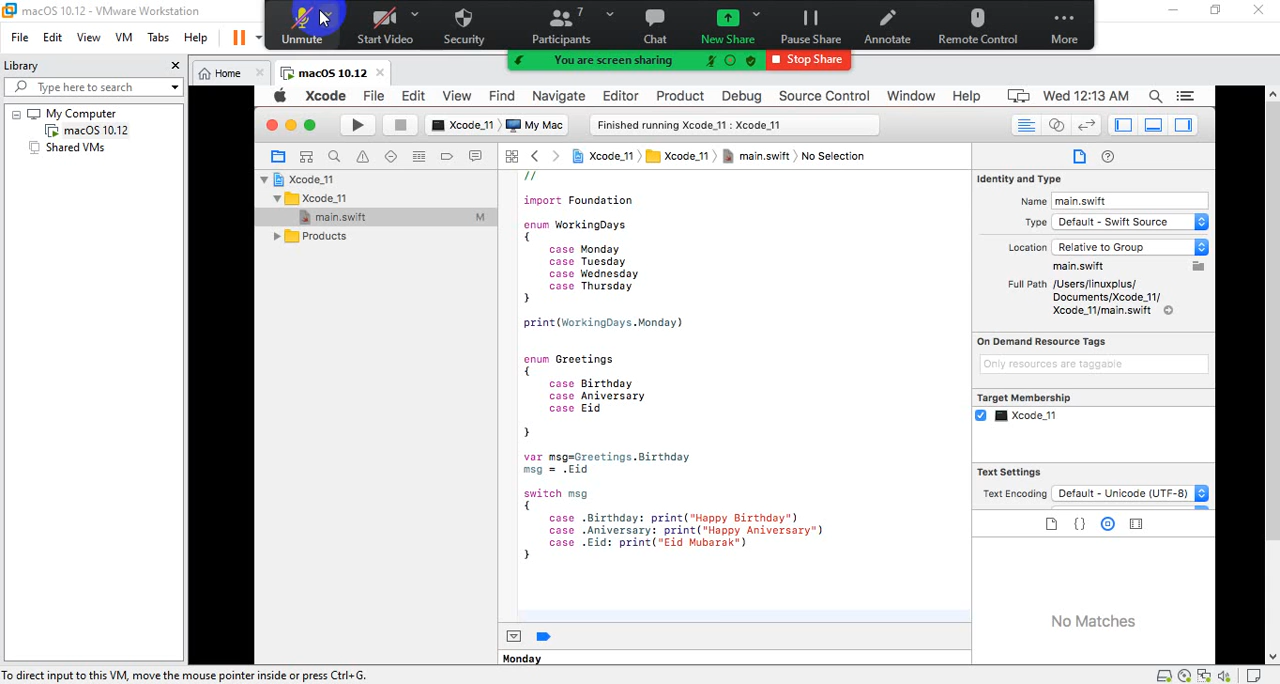 macOS 10.12 - VMware Workstation
File Edit View VM Tabs Help
Unmute Start Video Security Participants 7 Chat New Share Pause Share Annotate Remote Control More
You are screen sharing Stop Share
Library
Type here to search
My Computer
macOS 10.12
Shared VMs
Home macOS 10.12
Xcode File Edit View Find Navigate Editor Product Debug Source Control Window Help Wed 12:13 AM
Xcode_11 My Mac Finished running Xcode_11 : Xcode_11
Xcode_11 Xcode_11 main.swift No Selection
Xcode_11
Xcode_11
main.swift M
Products
//
import Foundation
enum WorkingDays
{
case Monday
case Tuesday
case Wednesday
case Thursday
}
print(WorkingDays.Monday)
enum Greetings
{
case Birthday
case Aniversary
case Eid
}
var msg=Greetings.Birthday
msg = .Eid
switch msg
{
case .Birthday: print("Happy Birthday")
case .Aniversary: print("Happy Aniversary")
case .Eid: print("Eid Mubarak")
}
Monday
Identity and Type
Name main.swift
Type Default - Swift Source
Location Relative to Group
main.swift
Full Path /Users/linuxplus/
Documents/Xcode_11/
Xcode_11/main.swift
On Demand Resource Tags
Only resources are taggable
Target Membership
Xcode_11
Text Settings
Text Encoding Default - Unicode (UTF-8)
{}
No Matches
To direct input to this VM, move the mouse pointer inside or press Ctrl+G.